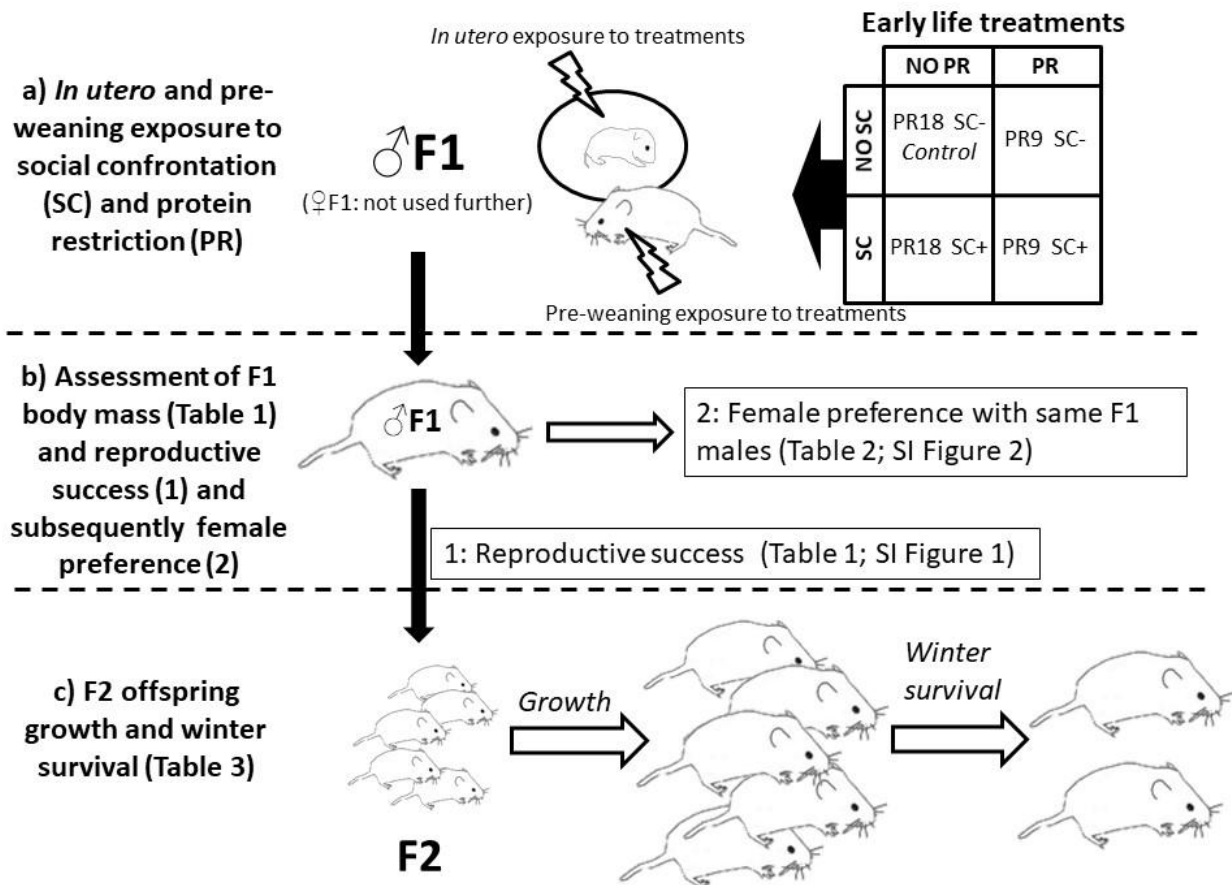 a) In utero and pre-
weaning exposure to
social confrontation
(SC) and protein
restriction (PR)
♂F1
(♀F1: not used further)
In utero exposure to treatments
Pre-weaning exposure to treatments
Early life treatments
NO PR
PR
NO SC
PR18 SC-
Control
PR9 SC-
SC
PR18 SC+
PR9 SC+
b) Assessment of F1
body mass (Table 1)
and reproductive
success (1) and
subsequently female
preference (2)
♂F1
2: Female preference with same F1
males (Table 2; SI Figure 2)
1: Reproductive success (Table 1; SI Figure 1)
c) F2 offspring
growth and winter
survival (Table 3)
F2
Growth
Winter
survival